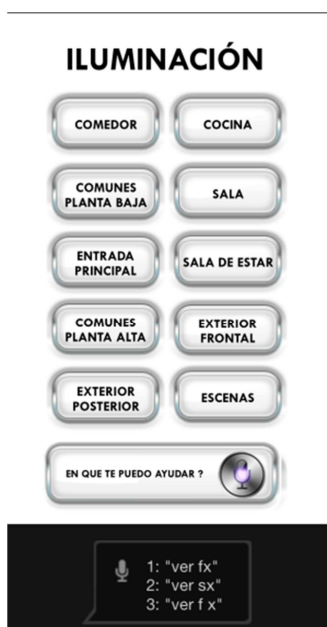 ILUMINACIÓN
COMEDOR
COCINA
COMUNES
PLANTA BAJA
SALA
ENTRADA
PRINCIPAL
SALA DE ESTAR
COMUNES
PLANTA ALTA
EXTERIOR
FRONTAL
EXTERIOR
POSTERIOR
ESCENAS
EN QUE TE PUEDO AYUDAR ?
1: "ver fx"
2: "ver sx"
3: "ver f x"